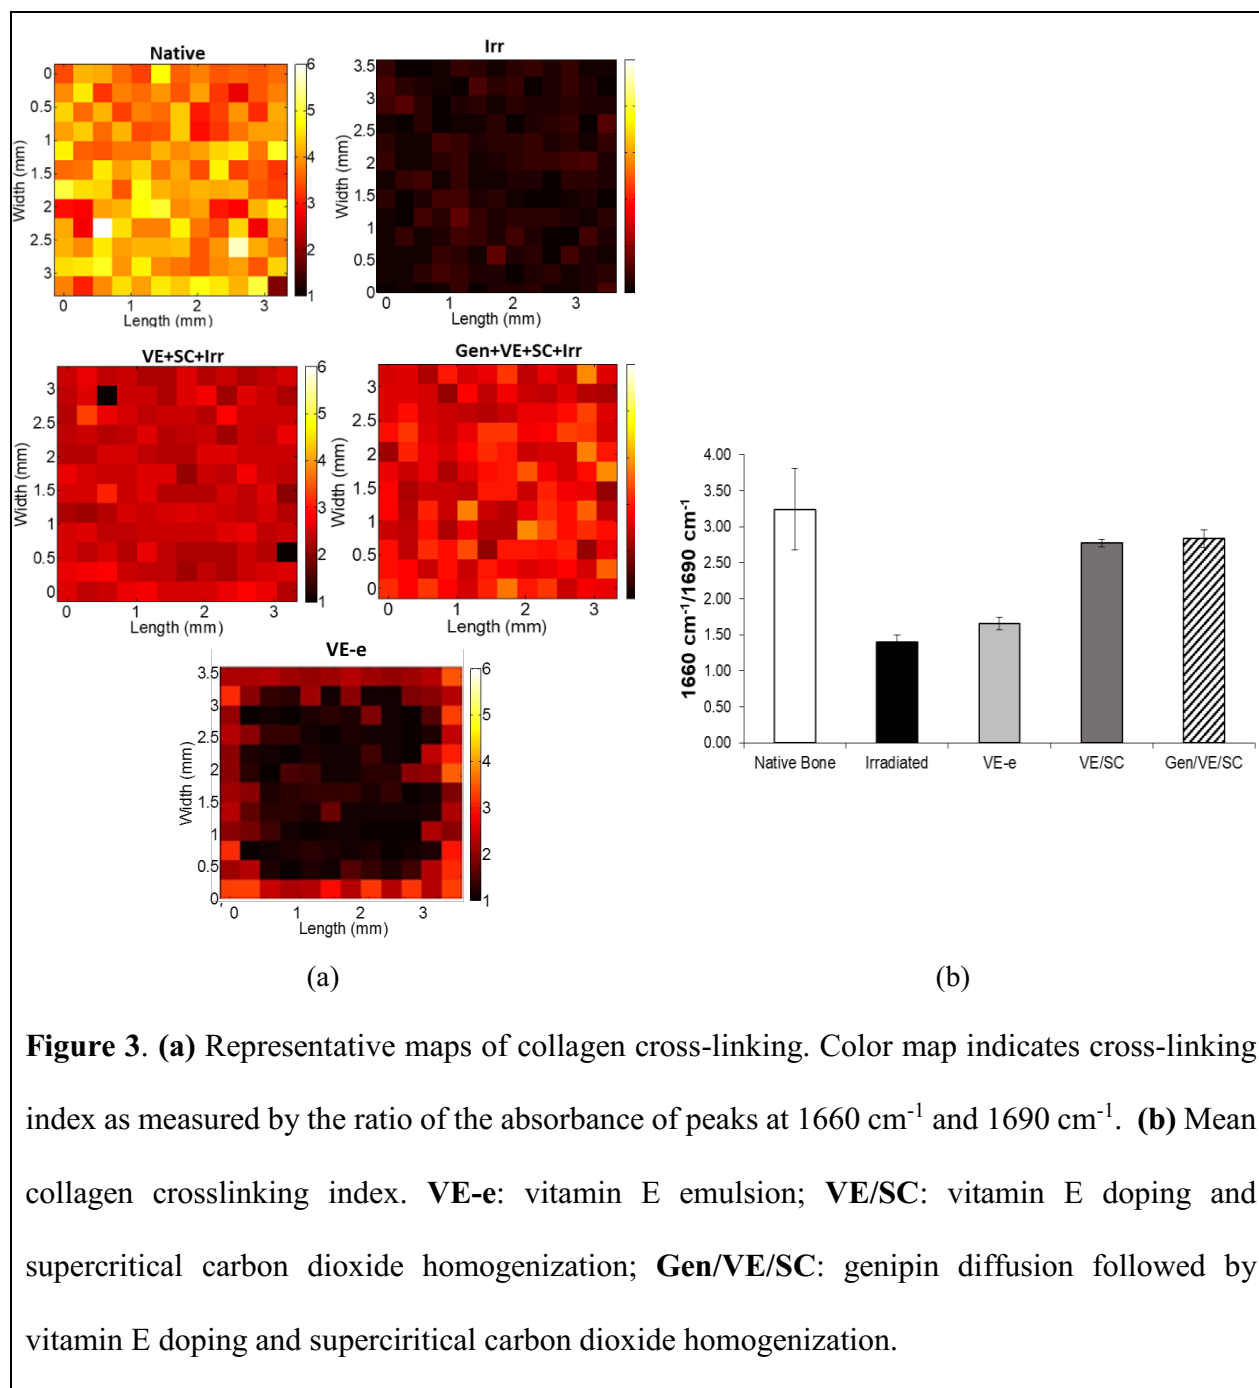 Native
0
0.5
1
1.5
2
2.5
3
Width (mm)
0 1 2 3
Length (mm)
6
5
4
3
2
1
Irr
3.5
3
2.5
2
1.5
1
0.5
0
Width (mm)
0 1 2 3
Length (mm)
VE+SC+Irr
3
2.5
2
1.5
1
0.5
0
Width (mm)
0 1 2 3
Length (mm)
6
5
4
3
2
1
Gen+VE+SC+Irr
3
2.5
2
1.5
1
0.5
0
Width (mm)
0 1 2 3
Length (mm)
VE-e
3.5
3
2.5
2
1.5
1
0.5
0
Width (mm)
0 1 2 3
Length (mm)
6
5
4
3
2
1
(a)
1660 cm⁻¹/1690 cm⁻¹
4.00
3.50
3.00
2.50
2.00
1.50
1.00
0.50
0.00
Native Bone Irradiated VE-e VE/SC Gen/VE/SC
(b)
Figure 3. (a) Representative maps of collagen cross-linking. Color map indicates cross-linking
index as measured by the ratio of the absorbance of peaks at 1660 cm⁻¹ and 1690 cm⁻¹. (b) Mean
collagen crosslinking index. VE-e: vitamin E emulsion; VE/SC: vitamin E doping and
supercritical carbon dioxide homogenization; Gen/VE/SC: genipin diffusion followed by
vitamin E doping and superciritical carbon dioxide homogenization.